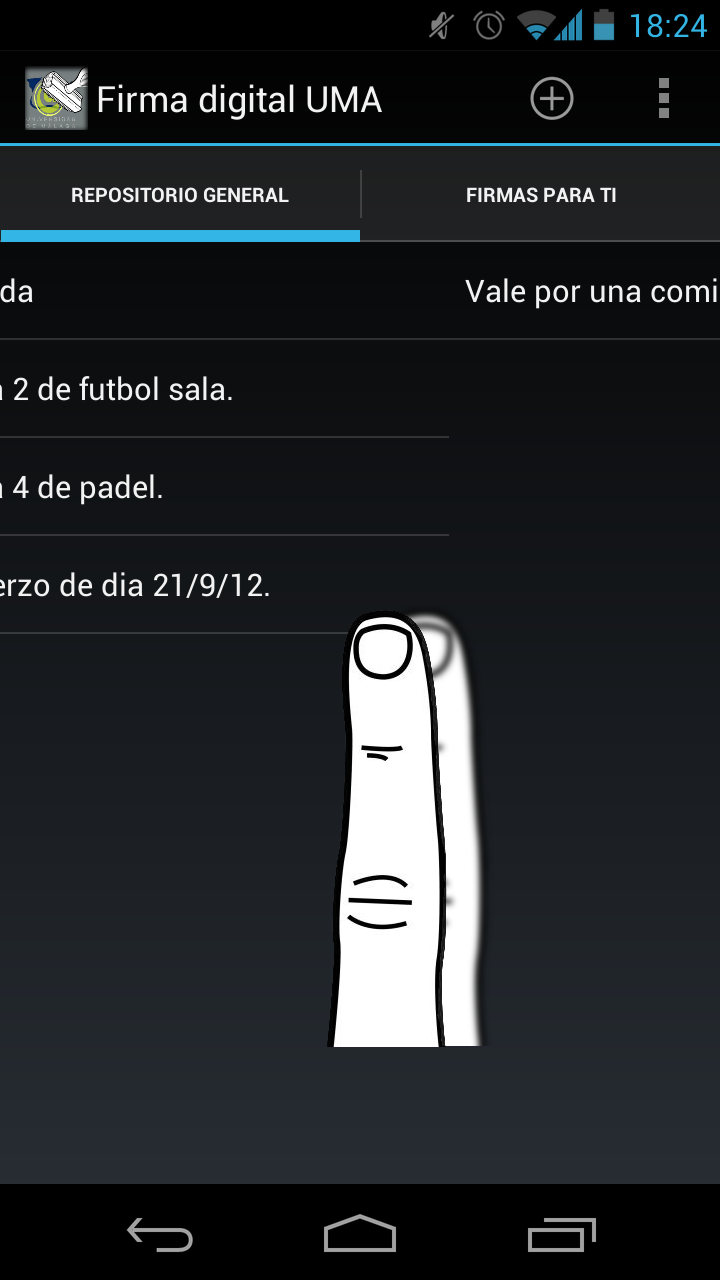 18:24
Firma digital UMA
REPOSITORIO GENERAL
FIRMAS PARA TI
da
Vale por una comi
2 de futbol sala.
4 de padel.
erzo de dia 21/9/12.